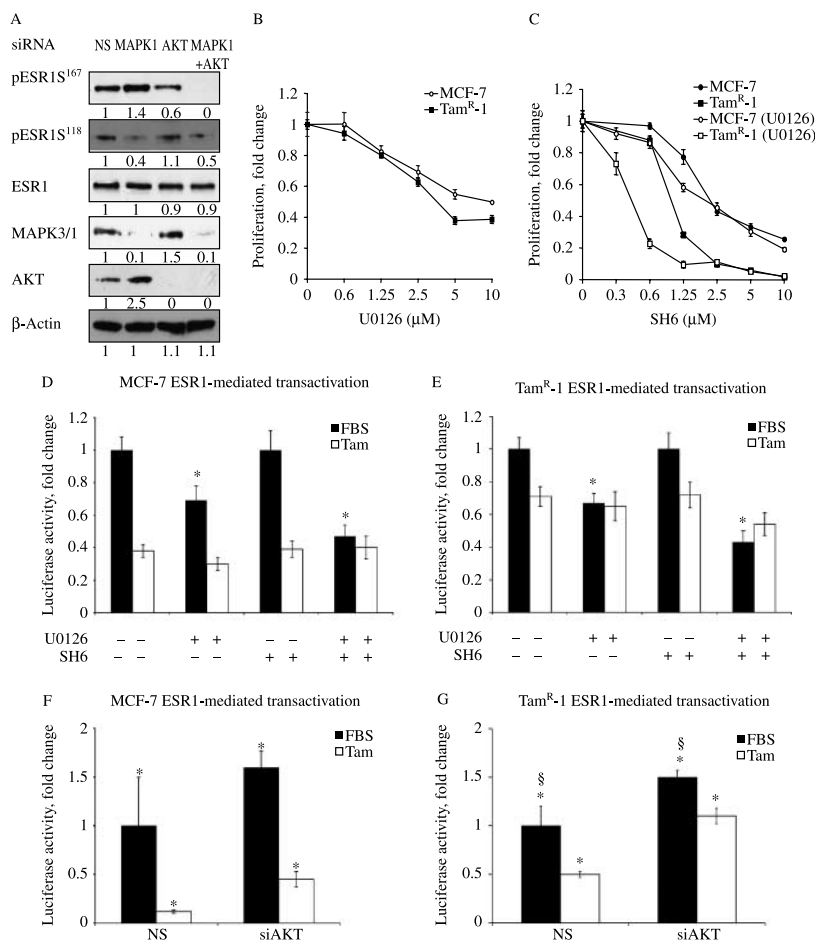 A
siRNA NS MAPK1 AKT MAPK1 +AKT
pESR1S¹⁶⁷
1 1.4 0.6 0
pESR1S¹¹⁸
1 0.4 1.1 0.5
ESR1
1 1 0.9 0.9
MAPK3/1
1 0.1 1.5 0.1
AKT
1 2.5 0 0
β-Actin
1 1 1.1 1.1
B
Proliferation, fold change
1.2
1
0.8
0.6
0.4
0.2
0
MCF-7
Tamᴿ-1
0 0.6 1.25 2.5 5 10
U0126 (μM)
C
Proliferation, fold change
1.2
1
0.8
0.6
0.4
0.2
0
MCF-7
Tamᴿ-1
MCF-7 (U0126)
Tamᴿ-1 (U0126)
0 0.3 0.6 1.25 2.5 5 10
SH6 (μM)
D MCF-7 ESR1-mediated transactivation
Luciferase activity, fold change
1.2
1
0.8
0.6
0.4
0.2
0
FBS
Tam
* *
U0126 – – + + – – + +
SH6 – – – – + + + +
E Tamᴿ-1 ESR1-mediated transactivation
Luciferase activity, fold change
1.2
1
0.8
0.6
0.4
0.2
0
FBS
Tam
* *
U0126 – – + + – – + +
SH6 – – – – + + + +
F MCF-7 ESR1-mediated transactivation
Luciferase activity, fold change
2
1.5
1
0.5
0
FBS
Tam
* * * *
NS siAKT
G Tamᴿ-1 ESR1-mediated transactivation
Luciferase activity, fold change
2
1.5
1
0.5
0
FBS
Tam
§ §
* * * *
NS siAKT